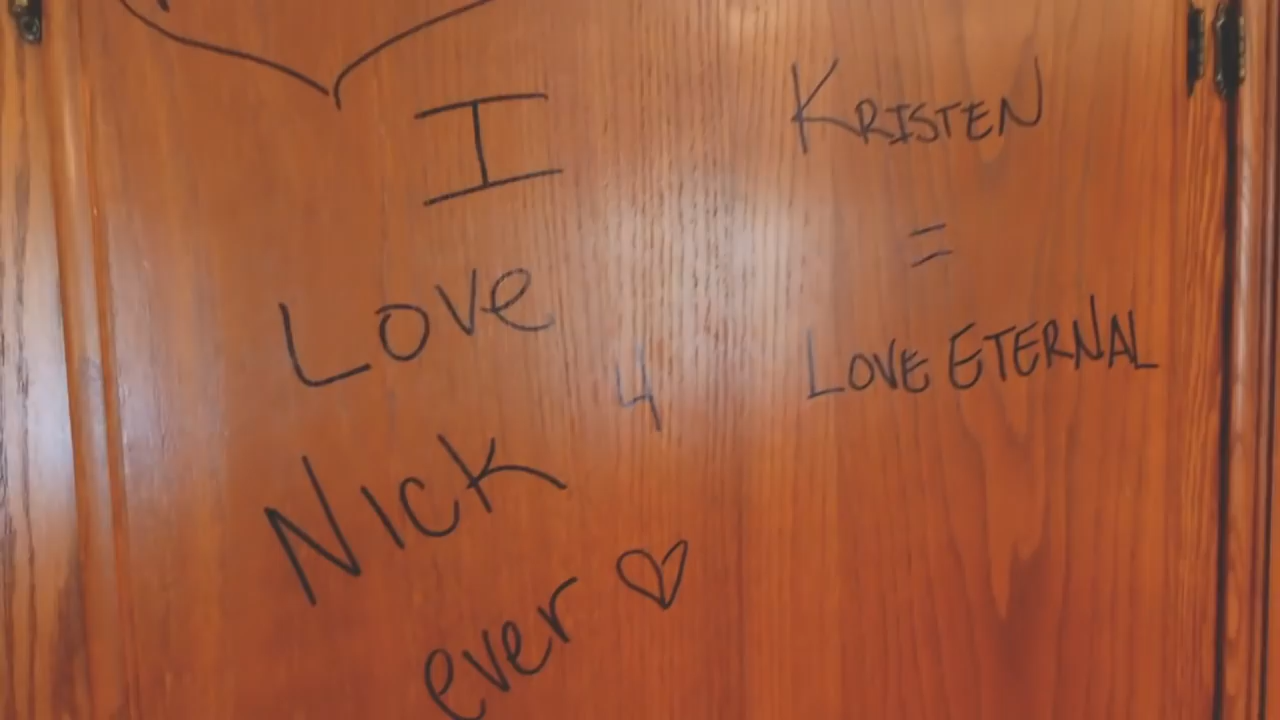 I
Love
Nick 4
ever ♡
KRISTEN
=
LOVE ETERNAL